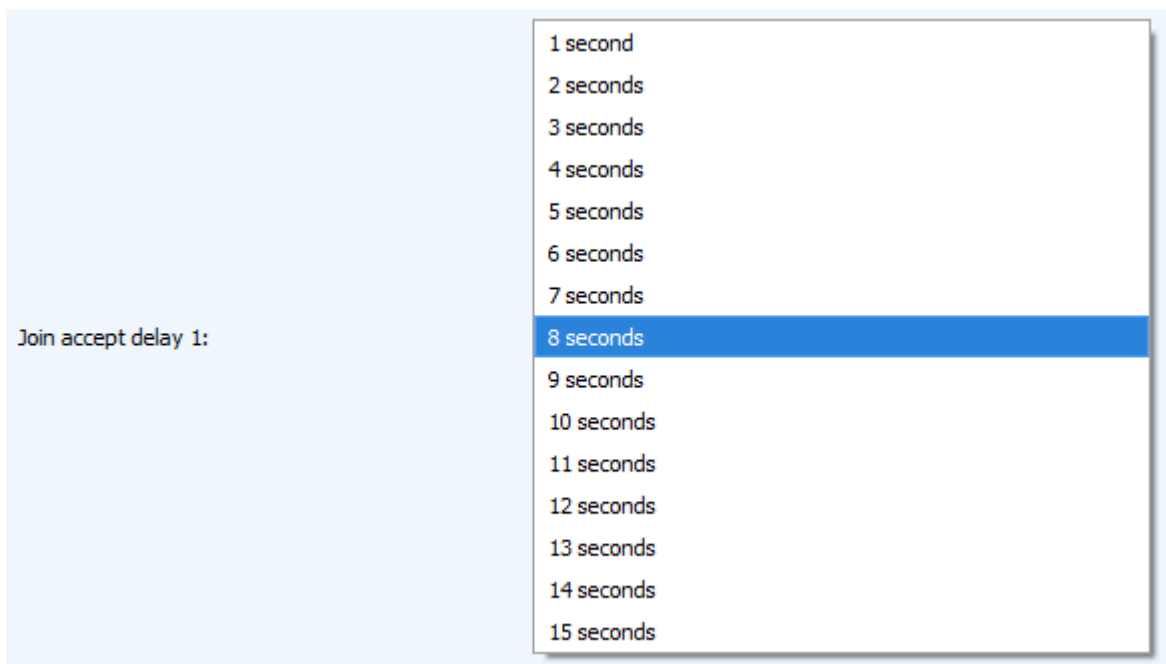 1 second
2 seconds
3 seconds
4 seconds
5 seconds
6 seconds
7 seconds
Join accept delay 1:
8 seconds
9 seconds
10 seconds
11 seconds
12 seconds
13 seconds
14 seconds
15 seconds